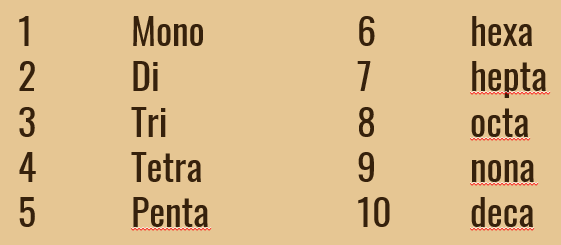 1 Mono 6 hexa
2 Di 7 hepta
3 Tri 8 octa
4 Tetra 9 nona
5 Penta 10 deca